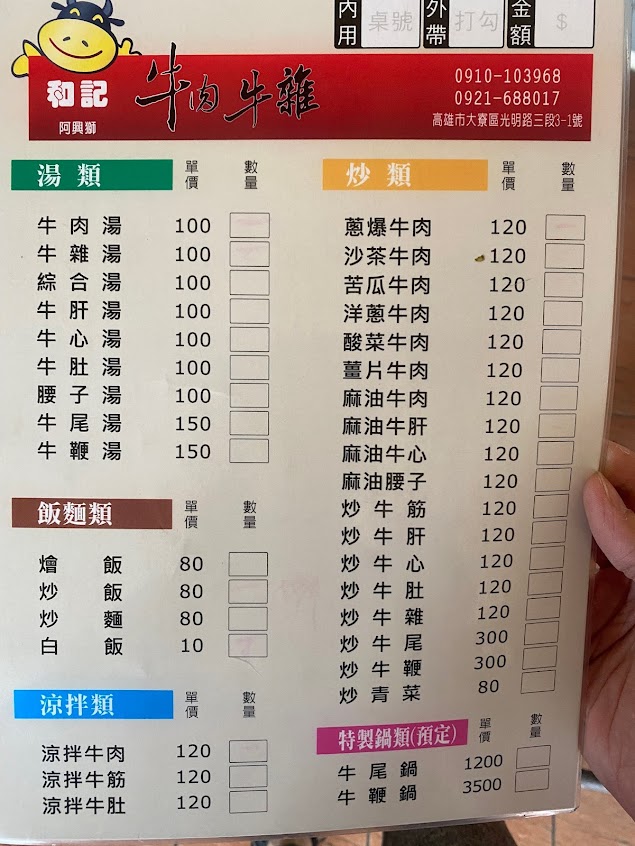 內用 桌號 外帶 打勾 金額 $
和記
阿興獅
牛肉牛雜
0910-103968
0921-688017
高雄市大寮區光明路三段3-1號
湯類 單價 數量
牛肉湯 100
牛雜湯 100
綜合湯 100
牛肝湯 100
牛心湯 100
牛肚湯 100
腰子湯 100
牛尾湯 150
牛鞭湯 150
飯麵類 單價 數量
燴飯 80
炒飯 80
炒麵 80
白飯 10
涼拌類 單價 數量
涼拌牛肉 120
涼拌牛筋 120
涼拌牛肚 120
炒類 單價 數量
蔥爆牛肉 120
沙茶牛肉 120
苦瓜牛肉 120
洋蔥牛肉 120
酸菜牛肉 120
薑片牛肉 120
麻油牛肉 120
麻油牛肝 120
麻油牛心 120
麻油腰子 120
炒牛筋 120
炒牛肝 120
炒牛心 120
炒牛肚 120
炒牛雜 120
炒牛尾 300
炒牛鞭 300
炒青菜 80
特製鍋類(預定) 單價 數量
牛尾鍋 1200
牛鞭鍋 3500